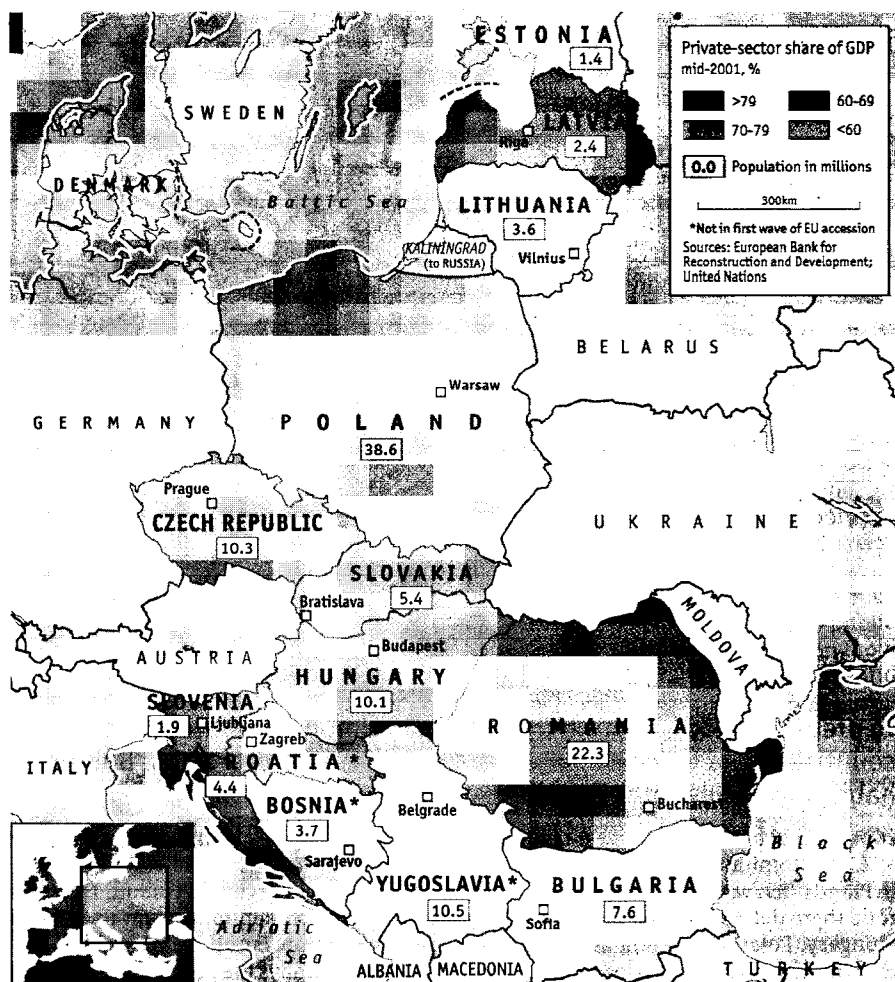 ESTONIA
1.4
SWEDEN
LATVIA
Riga
2.4
DENMARK
Baltic Sea
LITHUANIA
3.6
Vilnius
KALININGRAD
(to RUSSIA)
Private-sector share of GDP
mid-2001, %
>79
60-69
70-79
<60
0.0 Population in millions
300km
*Not in first wave of EU accession
Sources: European Bank for
Reconstruction and Development;
United Nations
BELARUS
Warsaw
GERMANY
POLAND
38.6
Prague
CZECH REPUBLIC
10.3
UKRAINE
SLOVAKIA
5.4
Bratislava
MOLDOVA
AUSTRIA
Budapest
HUNGARY
10.1
SLOVENIA
1.9
Ljubljana
Zagreb
ROMANIA
22.3
Bucharest
ITALY
CROATIA*
4.4
BOSNIA*
3.7
Sarajevo
Belgrade
YUGOSLAVIA*
10.5
BULGARIA
7.6
Sofia
Black
Sea
Adriatic
Sea
ALBANIA
MACEDONIA
TURKEY